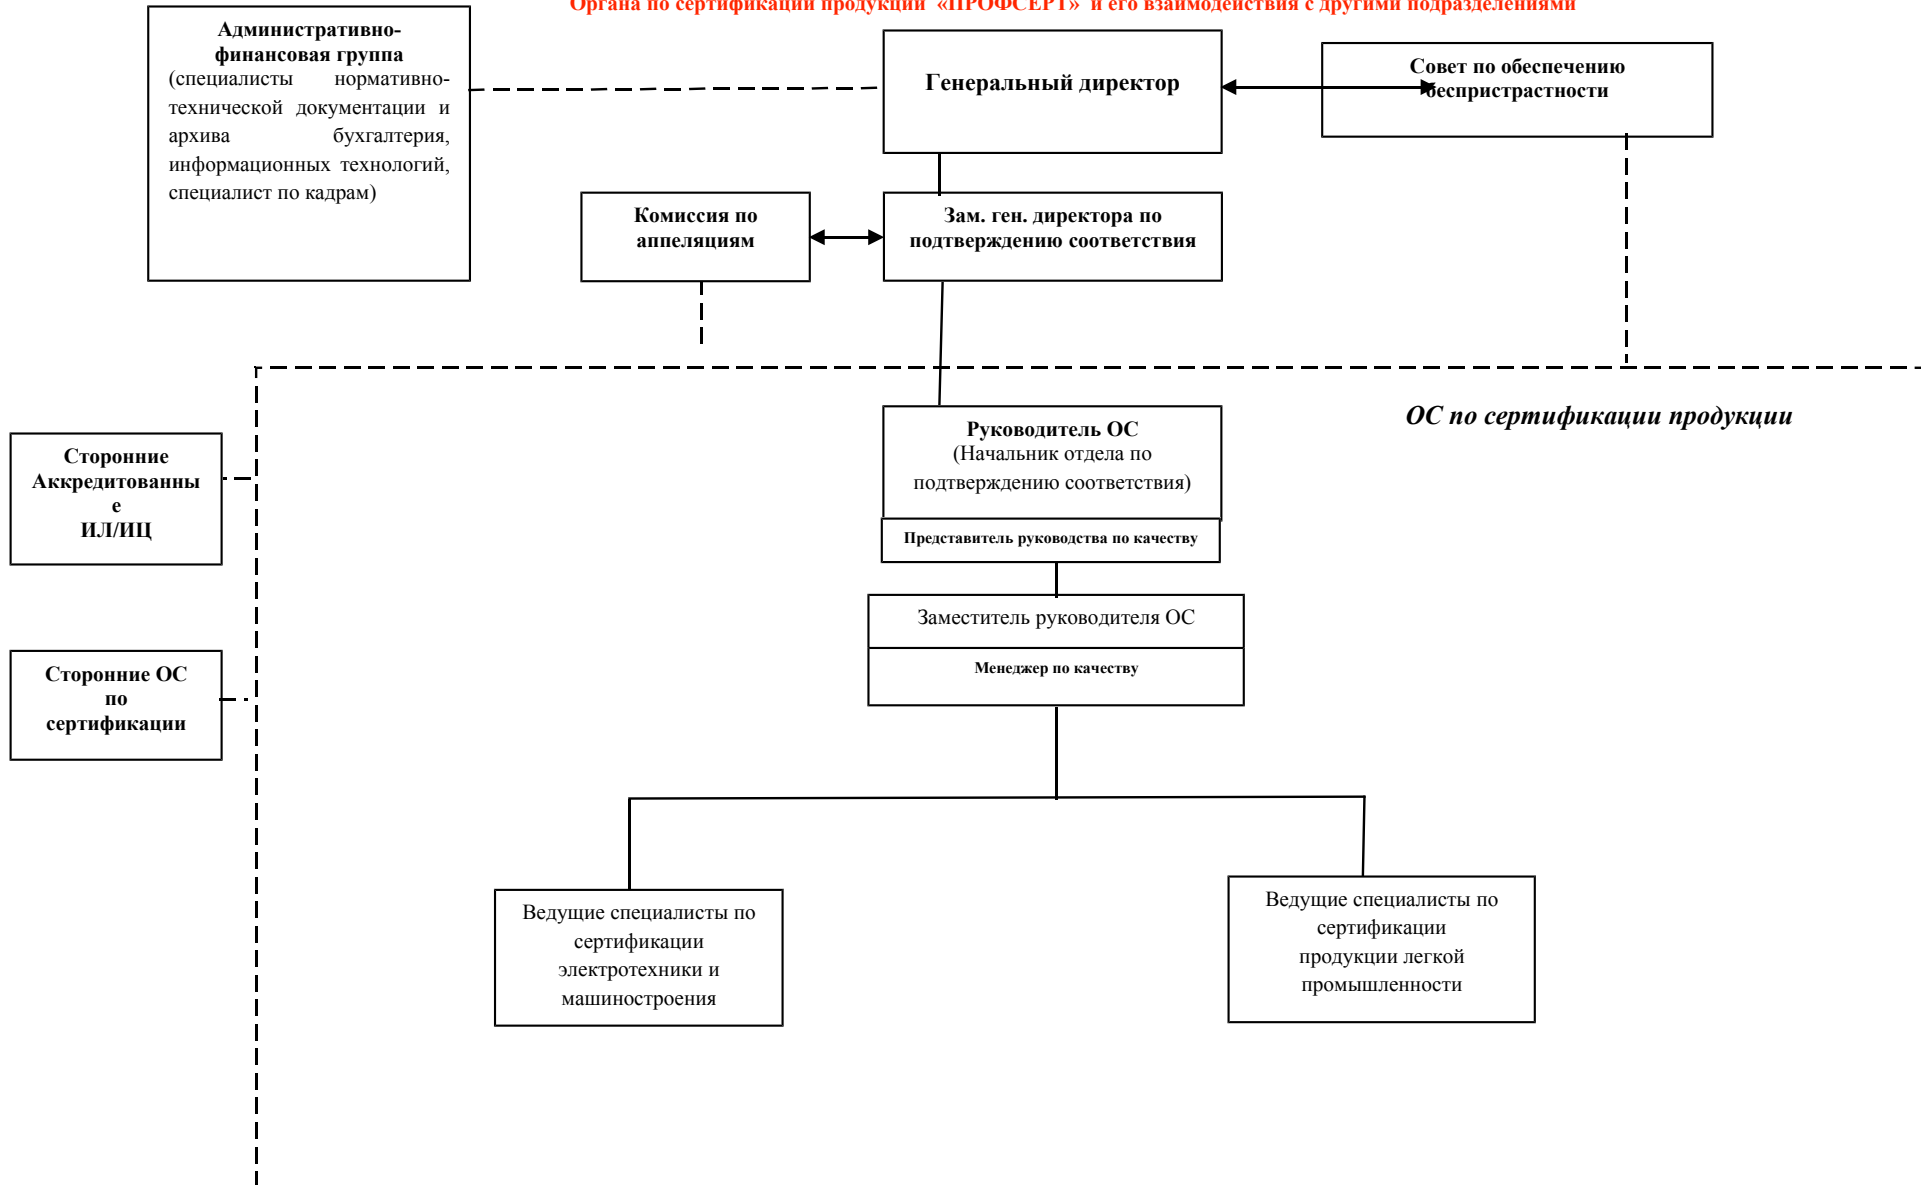 Органа по сертификации продукции «ПРОФСЕРТ» и его взаимодействия с другими подразделениями
Административно-
финансовая группа
(специалисты нормативно-
технической документации и
архива бухгалтерия,
информационных технологий,
специалист по кадрам)
Генеральный директор
Совет по обеспечению
беспристрастности
Комиссия по
аппеляциям
Зам. ген. директора по
подтверждению соответствия
ОС по сертификации продукции
Руководитель ОС
(Начальник отдела по
подтверждению соответствия)
Представитель руководства по качеству
Сторонние
Аккредитованны
е
ИЛ/ИЦ
Заместитель руководителя ОС
Менеджер по качеству
Сторонние ОС
по
сертификации
Ведущие специалисты по
сертификации
электротехники и
машиностроения
Ведущие специалисты по
сертификации
продукции легкой
промышленности